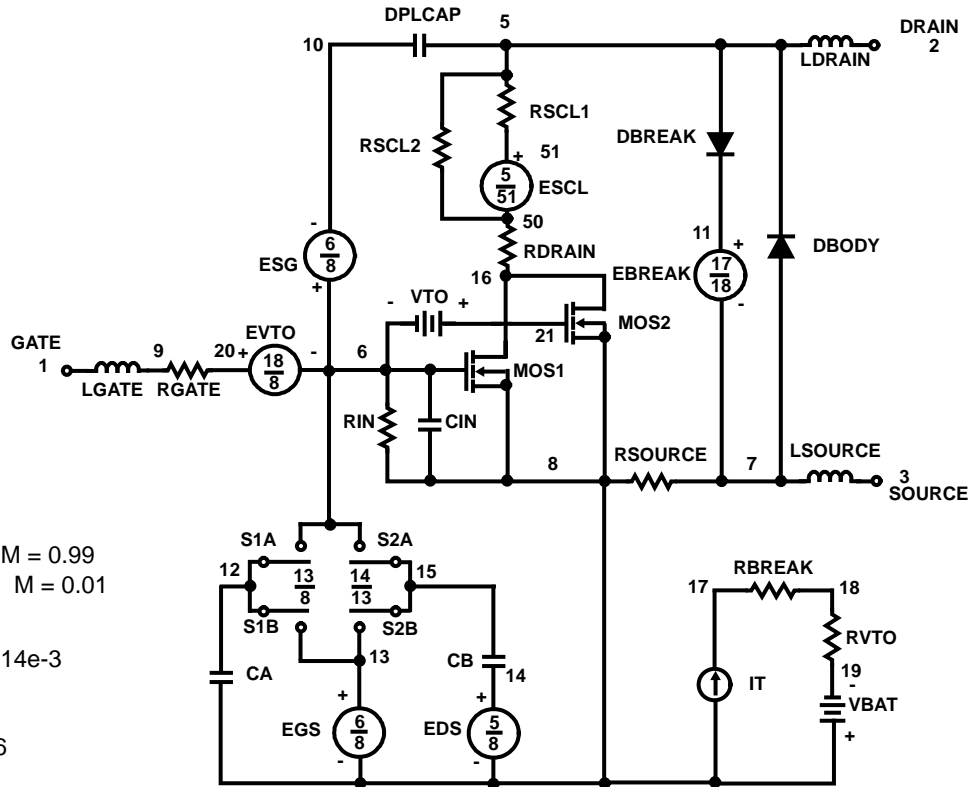 DPLCAP
5
DRAIN
2
10
LDRAIN
RSCL1
RSCL2
DBREAK
+ 51
5
51
ESCL
50
-
6
8
ESG
+
RDRAIN
11
+
17
18
EBREAK
-
DBODY
16
- VTO +
MOS2
21
EVTO
GATE
1
9
20 +
18
8
-
6
MOS1
LGATE
RGATE
RIN
CIN
8
RSOURCE
7
LSOURCE
3
SOURCE
M = 0.99
M = 0.01
14e-3
6
S1A
S2A
12
13
8
14
13
15
S1B
S2B
13
CA
CB
14
+
EGS
6
8
-
+
EDS
5
8
-
17
RBREAK
18
RVTO
19
-
IT
VBAT
+